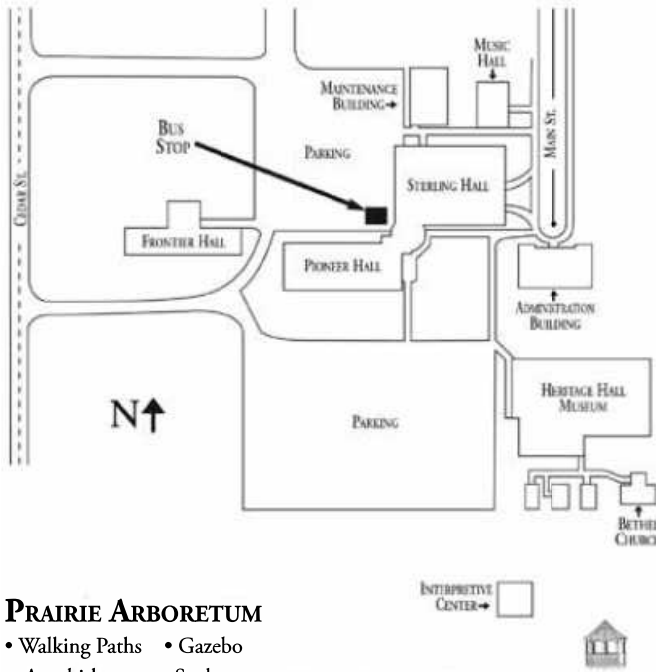 MUSIC
HALL
MAINTENANCE
BUILDING
BUS
STOP
PARKING
MAIN ST.
CEDAR ST.
STERLING HALL
FRONTIER HALL
PIONEER HALL
ADMINSTRATION
BUILDING
N
HERITAGE HALL
MUSEUM
PARKING
BETHEL
CHURCH
INTERPRETIVE
CENTER
PRAIRIE ARBORETUM
• Walking Paths • Gazebo